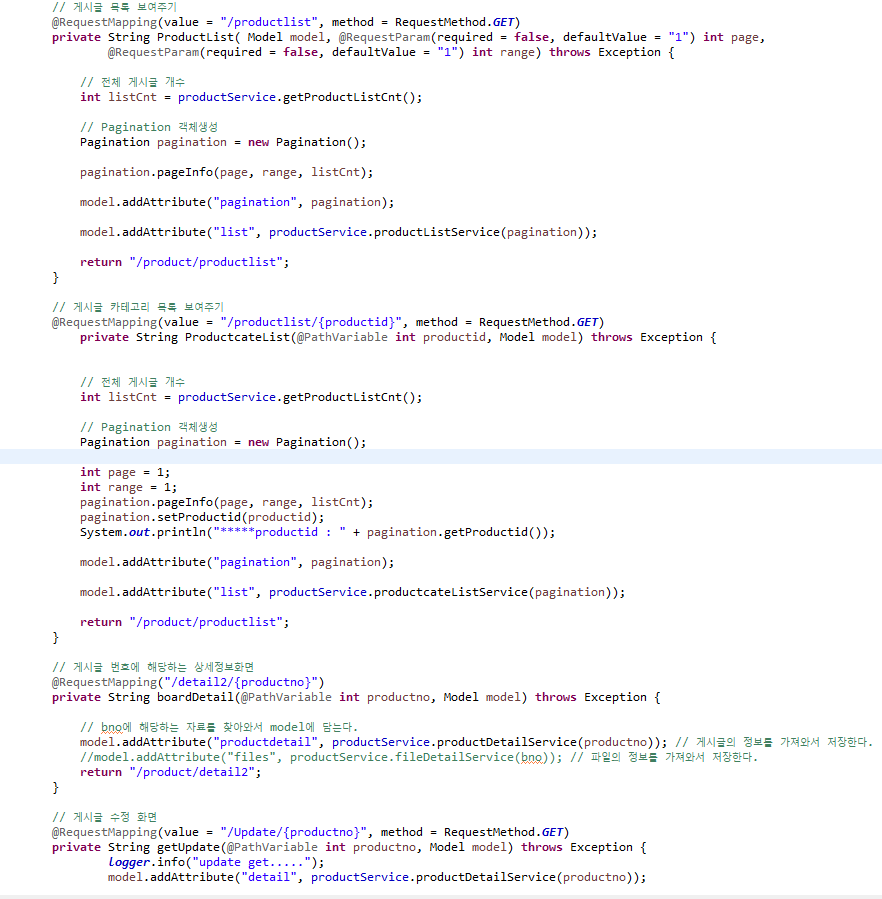 // 게시글 목록 보여주기
@RequestMapping(value = "/productlist", method = RequestMethod.GET)
private String ProductList( Model model, @RequestParam(required = false, defaultValue = "1") int page,
@RequestParam(required = false, defaultValue = "1") int range) throws Exception {
// 전체 게시글 개수
int listCnt = productService.getProductListCnt();
// Pagination 객체생성
Pagination pagination = new Pagination();
pagination.pageInfo(page, range, listCnt);
model.addAttribute("pagination", pagination);
model.addAttribute("list", productService.productListService(pagination));
return "/product/productlist";
}
// 게시글 카테고리 목록 보여주기
@RequestMapping(value = "/productlist/{productid}", method = RequestMethod.GET)
private String ProductcateList(@PathVariable int productid, Model model) throws Exception {
// 전체 게시글 개수
int listCnt = productService.getProductListCnt();
// Pagination 객체생성
Pagination pagination = new Pagination();
int page = 1;
int range = 1;
pagination.pageInfo(page, range, listCnt);
pagination.setProductid(productid);
System.out.println("*****productid : " + pagination.getProductid());
model.addAttribute("pagination", pagination);
model.addAttribute("list", productService.productcateListService(pagination));
return "/product/productlist";
}
// 게시글 번호에 해당하는 상세정보화면
@RequestMapping("/detail2/{productno}")
private String boardDetail(@PathVariable int productno, Model model) throws Exception {
// bno에 해당하는 자료를 찾아와서 model에 담는다.
model.addAttribute("productdetail", productService.productDetailService(productno)); // 게시글의 정보를 가져와서 저장한다.
//model.addAttribute("files", productService.fileDetailService(bno)); // 파일의 정보를 가져와서 저장한다.
return "/product/detail2";
}
// 게시글 수정 화면
@RequestMapping(value = "/Update/{productno}", method = RequestMethod.GET)
private String getUpdate(@PathVariable int productno, Model model) throws Exception {
logger.info("update get.....");
model.addAttribute("detail", productService.productDetailService(productno));